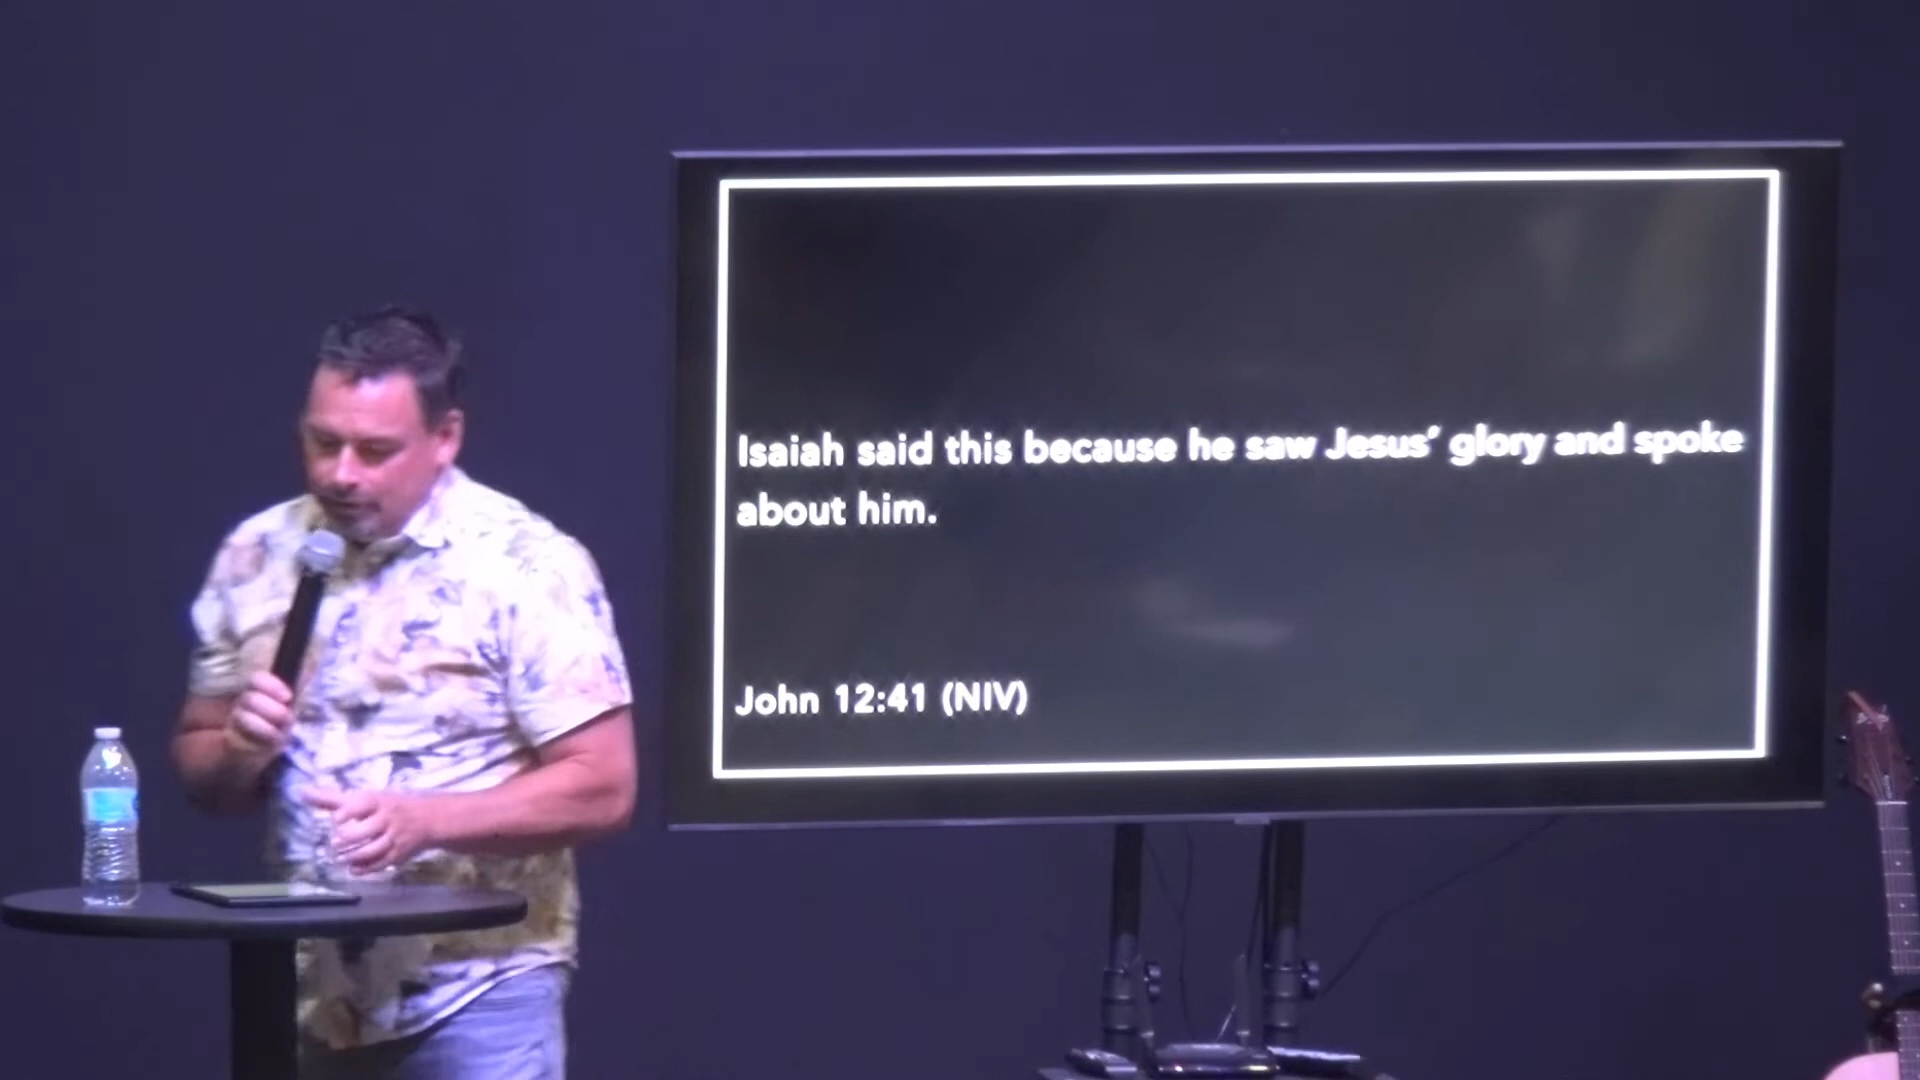 Isaiah said this because he saw Jesus’ glory and spoke
about him.
John 12:41 (NIV)